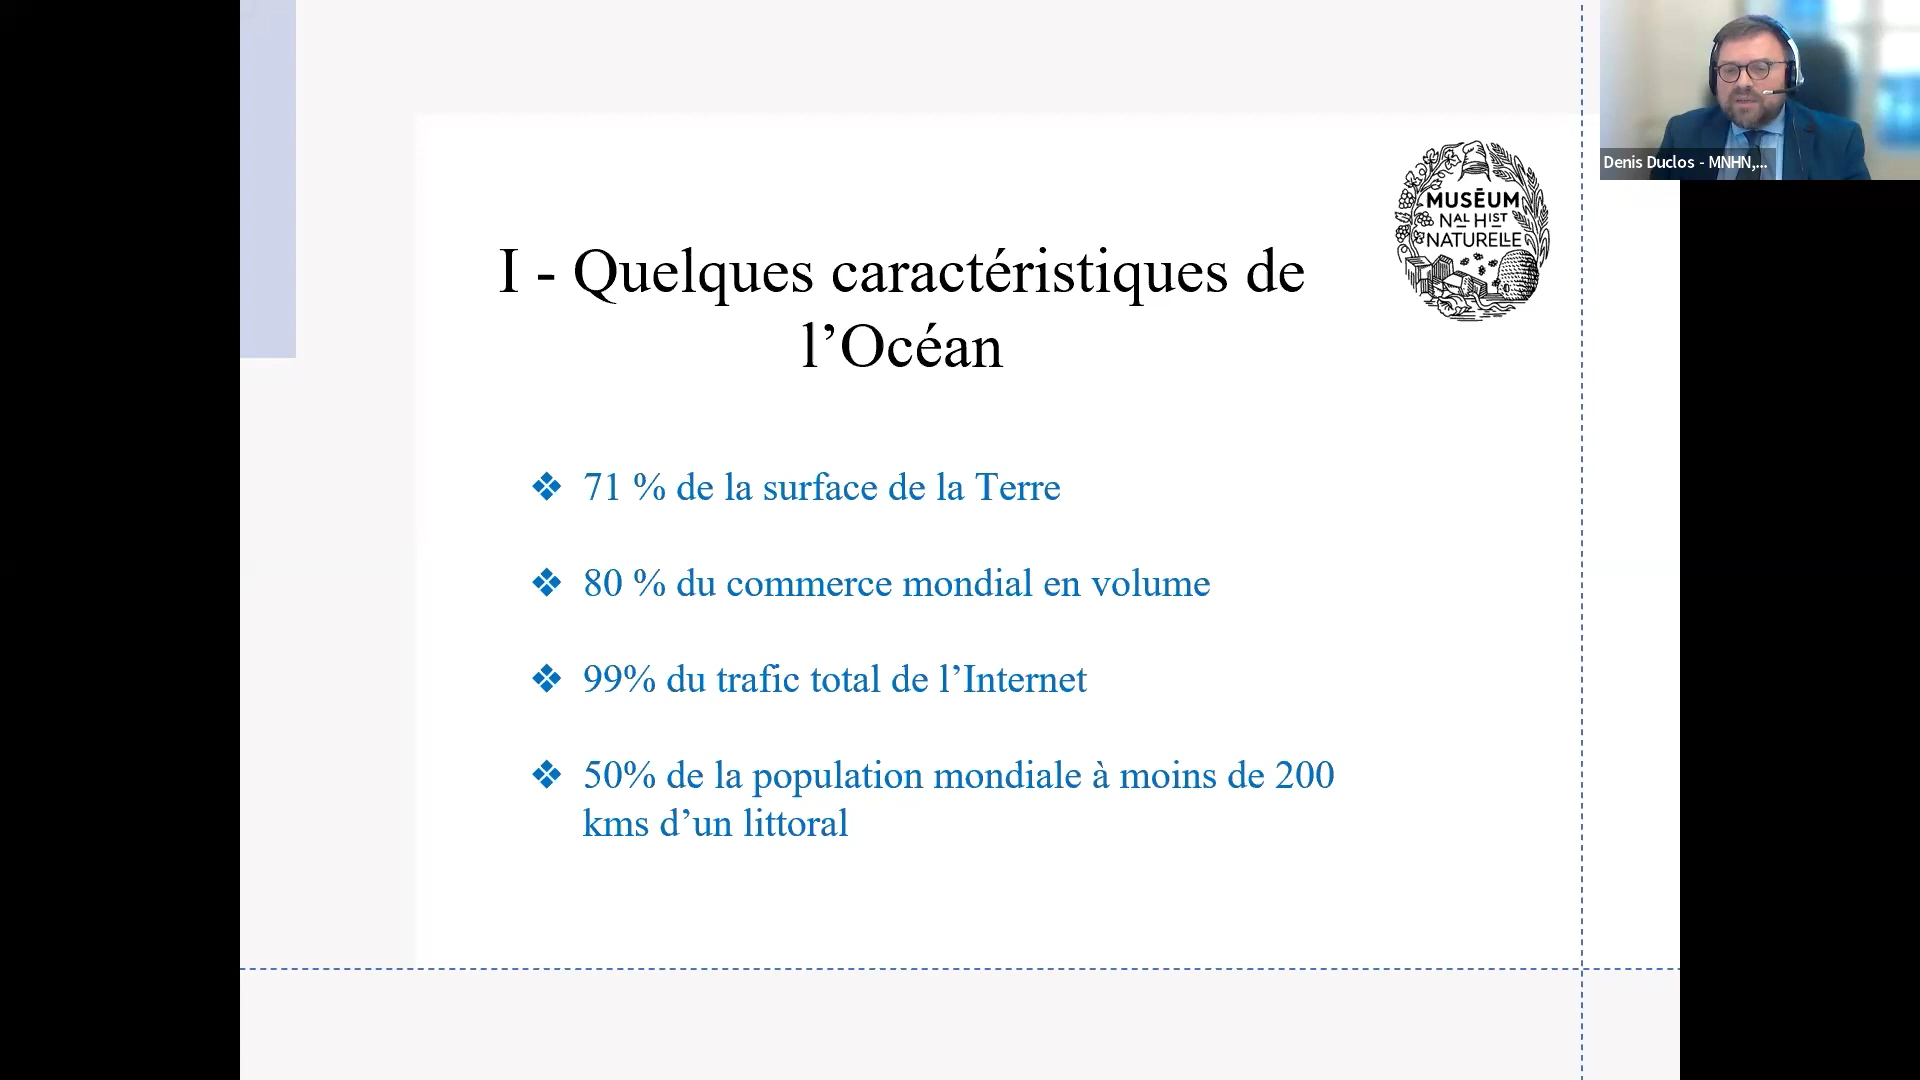 Denis Duclos - MNHN,...
MUSĒUM
NAL HIST
NATURELLE
I - Quelques caractéristiques de
l’Océan
❖ 71 % de la surface de la Terre
❖ 80 % du commerce mondial en volume
❖ 99% du trafic total de l’Internet
❖ 50% de la population mondiale à moins de 200
kms d’un littoral